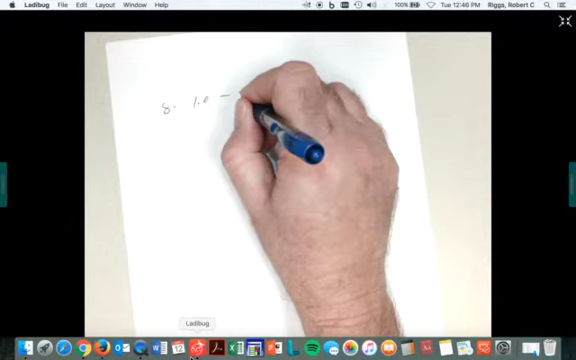 Ladibug File Edit Layout Window Help 100% Tue 12:46 PM Riggs, Robert C
8. 1.0 –
Ladibug